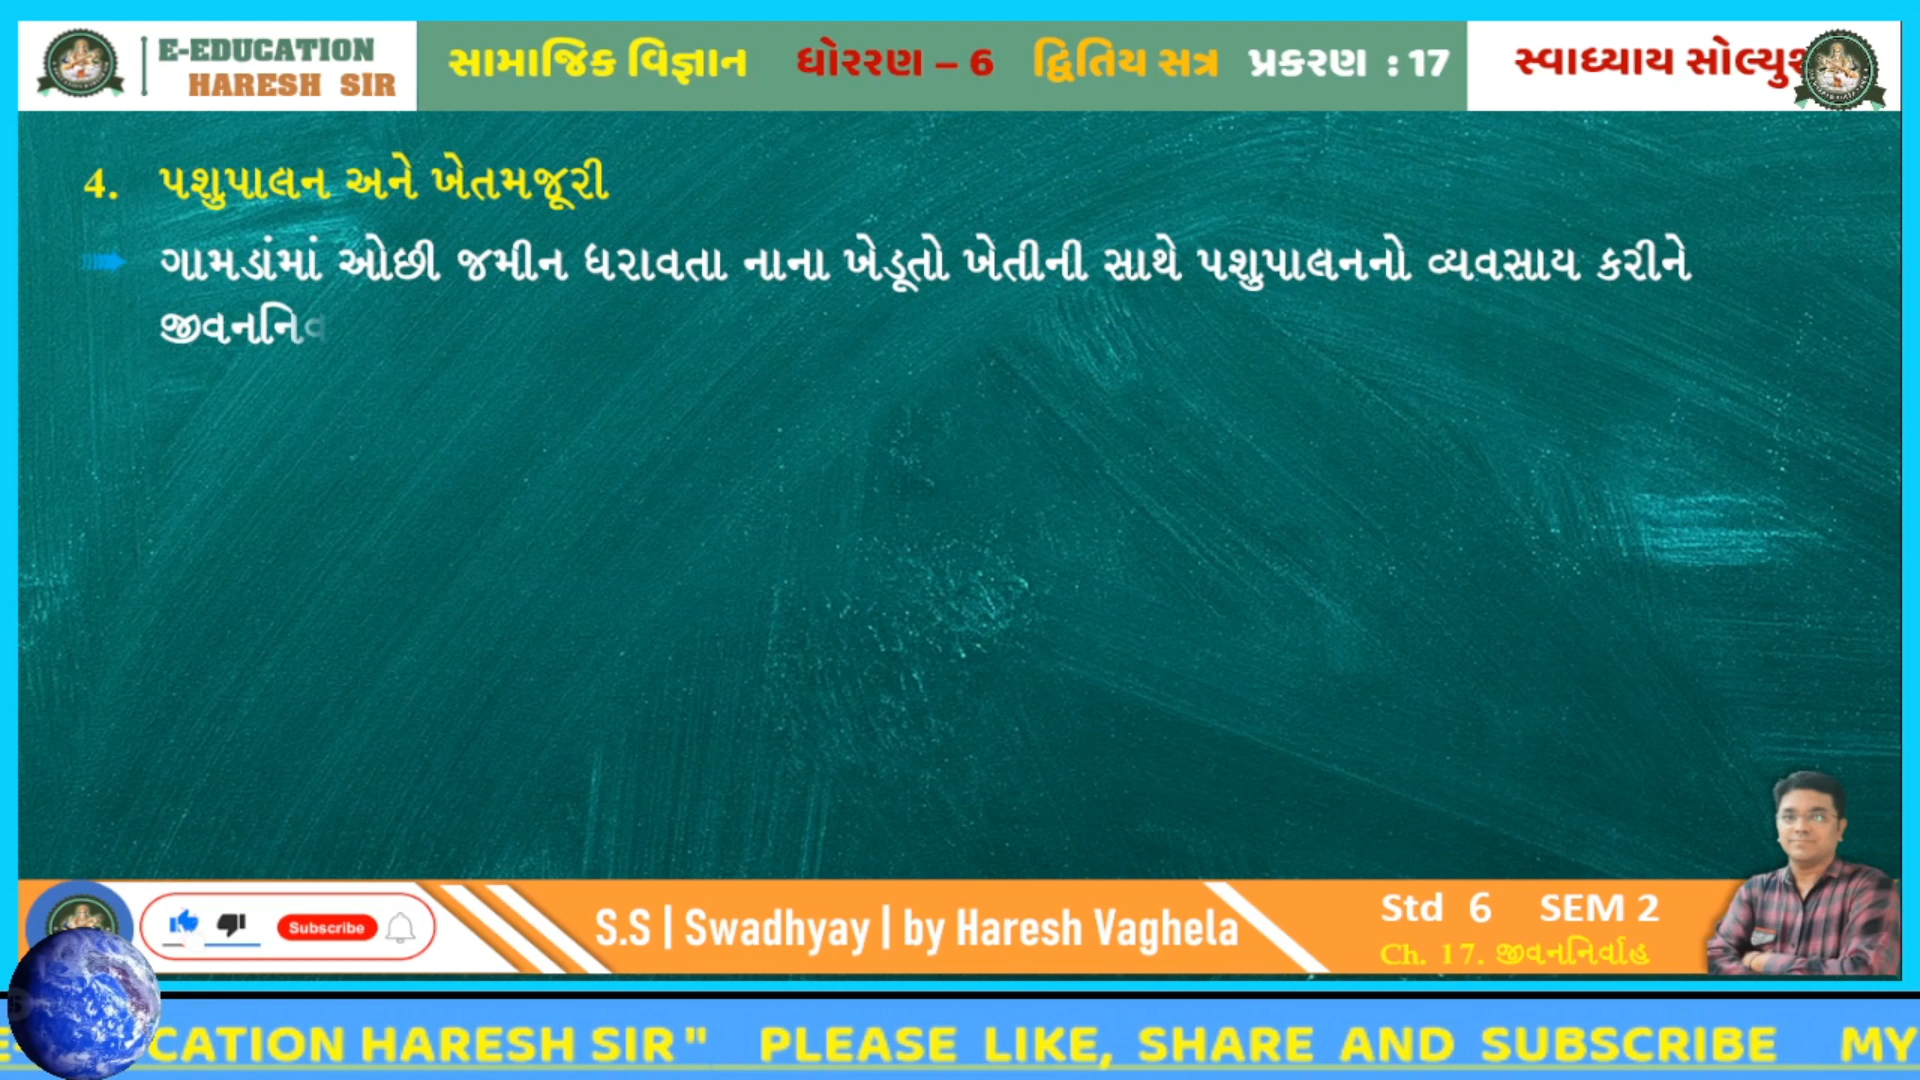 E-EDUCATION
HARESH SIR
સામાજિક વિજ્ઞાન ધોરરણ – 6 દ્વિતિય સત્ર પ્રકરણ : 17
સ્વાધ્યાય
4. પશુપાલન અને ખેતમજૂરી
ગામડાંમાં ઓછી જમીન ધરાવતા નાના ખેડૂતો ખેતીની સાથે પશુપાલનનો વ્યવસાય કરીને
જીવનનિવ
Subscribe
S.S | Swadhyay | by Haresh Vaghela
Std 6 SEM 2
Ch. 17. જીવનનિર્વાહ
CATION HARESH SIR" PLEASE LIKE, SHARE AND SUBSCRIBE MY